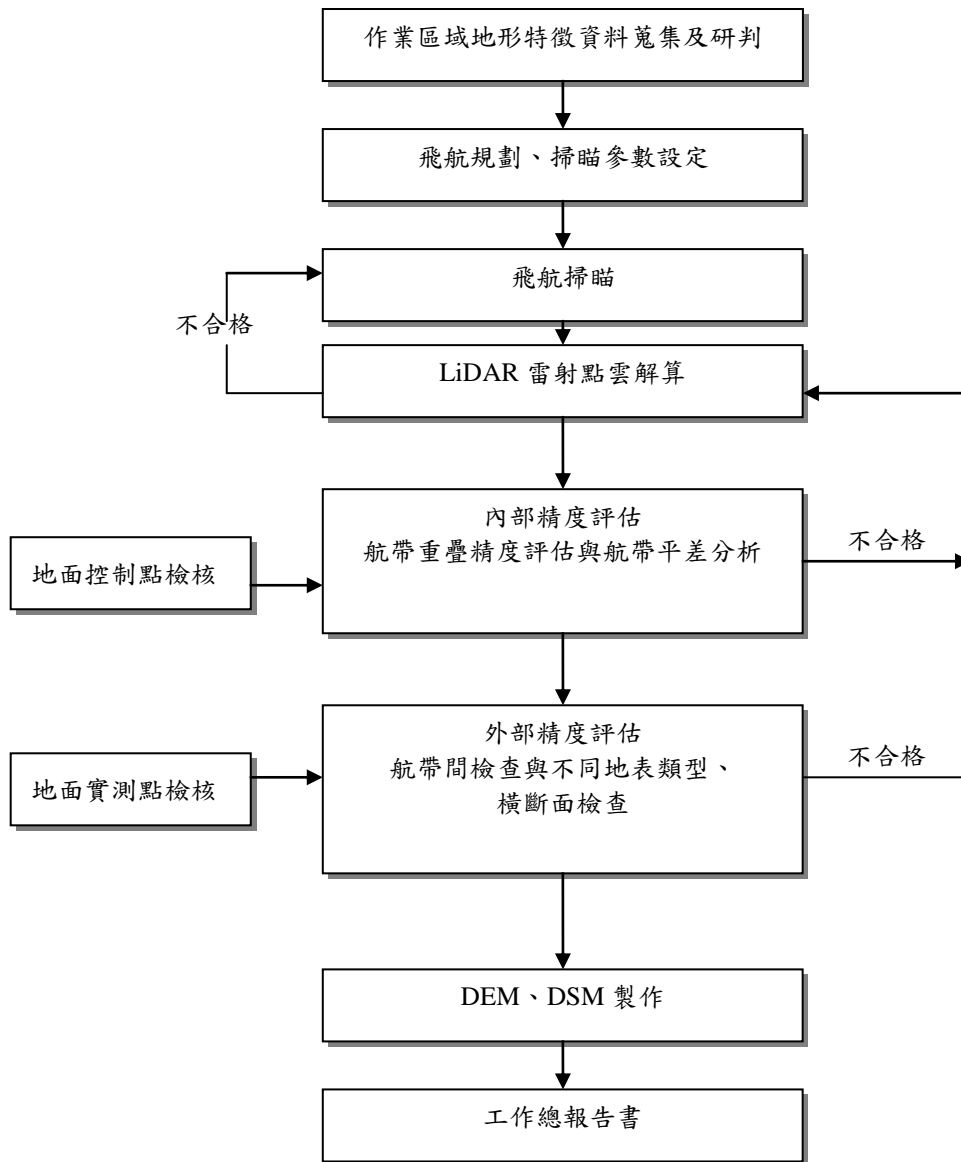 作業區域地形特徵資料蒐集及研判
飛航規劃、掃瞄參數設定
飛航掃瞄
不合格
LiDAR 雷射點雲解算
內部精度評估
航帶重疊精度評估與航帶平差分析
不合格
地面控制點檢核
外部精度評估
航帶間檢查與不同地表類型、
橫斷面檢查
不合格
地面實測點檢核
DEM、DSM 製作
工作總報告書